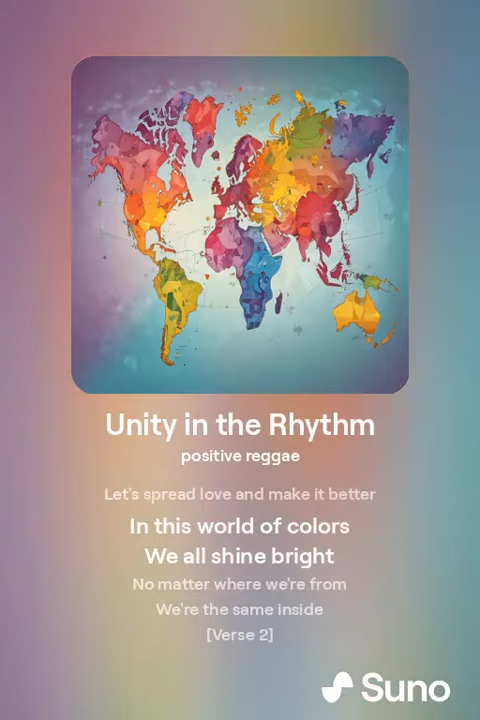 Unity in the Rhythm
positive reggae
Let's spread love and make it better
In this world of colors
We all shine bright
No matter where we're from
We're the same inside
[Verse 2]
Suno